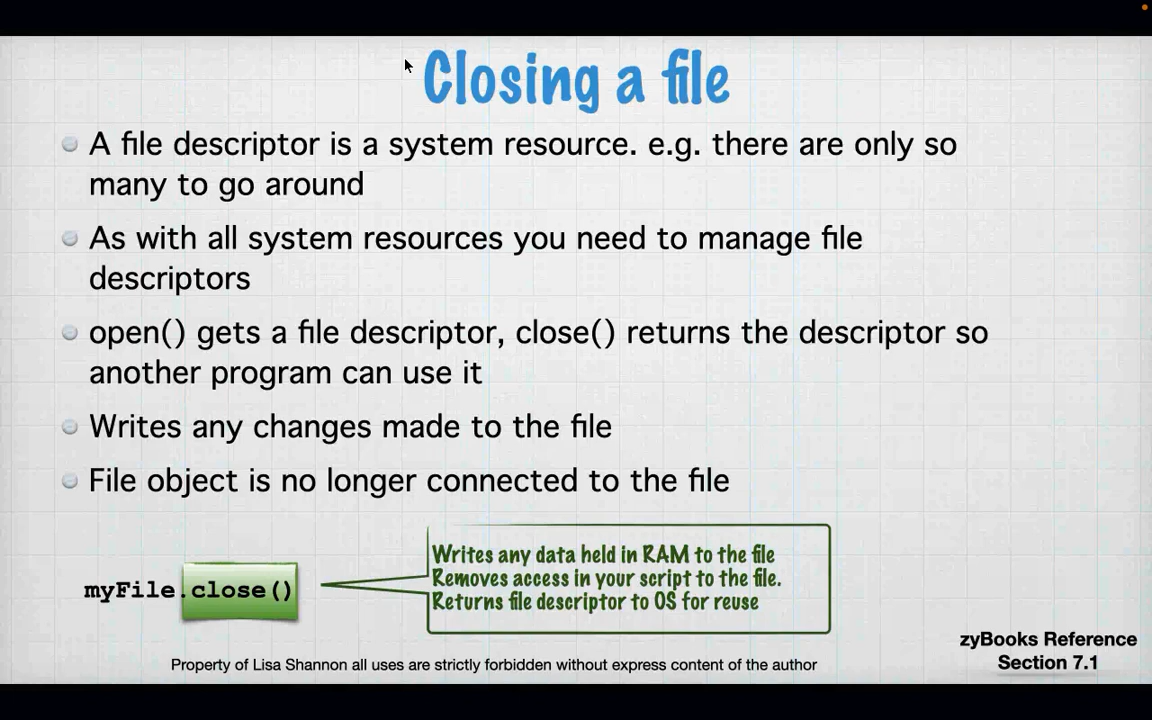 Closing a file
A file descriptor is a system resource. e.g. there are only so
many to go around
As with all system resources you need to manage file
descriptors
open() gets a file descriptor, close() returns the descriptor so
another program can use it
Writes any changes made to the file
File object is no longer connected to the file
Writes any data held in RAM to the file
Removes access in your script to the file.
Returns file descriptor to OS for reuse
myFile.close()
zyBooks Reference
Section 7.1
Property of Lisa Shannon all uses are strictly forbidden without express content of the author